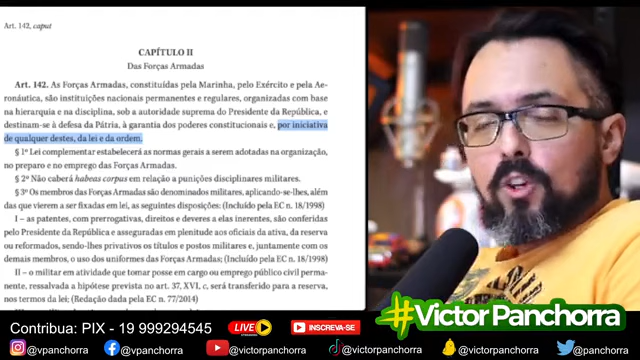 Art. 142, caput
CAPÍTULO II
Das Forças Armadas
Art. 142. As Forças Armadas, constituídas pela Marinha, pelo Exército e pela Ae-
ronáutica, são instituições nacionais permanentes e regulares, organizadas com base
na hierarquia e na disciplina, sob a autoridade suprema do Presidente da República, e
destinam-se à defesa da Pátria, à garantia dos poderes constitucionais e, por iniciativa
de qualquer destes, da lei e da ordem.
§ 1º Lei complementar estabelecerá as normas gerais a serem adotadas na organização,
no preparo e no emprego das Forças Armadas.
§ 2º Não caberá habeas corpus em relação a punições disciplinares militares.
§ 3º Os membros das Forças Armadas são denominados militares, aplicando-se-lhes, além
das que vierem a ser fixadas em lei, as seguintes disposições: (Incluído pela EC n. 18/1998)
I – as patentes, com prerrogativas, direitos e deveres a elas inerentes, são conferidas
pelo Presidente da República e asseguradas em plenitude aos oficiais da ativa, da reserva
ou reformados, sendo-lhes privativos os títulos e postos militares e, juntamente com os
demais membros, o uso dos uniformes das Forças Armadas; (Incluído pela EC n. 18/1998)
II – o militar em atividade que tomar posse em cargo ou emprego público civil perma-
nente, ressalvada a hipótese prevista no art. 37, XVI, c, será transferido para a reserva,
nos termos da lei; (Redação dada pela EC n. 77/2014)
#VictorPanchorra
Contribua: PIX - 19 999294545
LIVE
INSCREVA-SE
@vpanchorra
@vpanchorra
@victorpanchorra
@victorpanchorra
@victorpanchorra